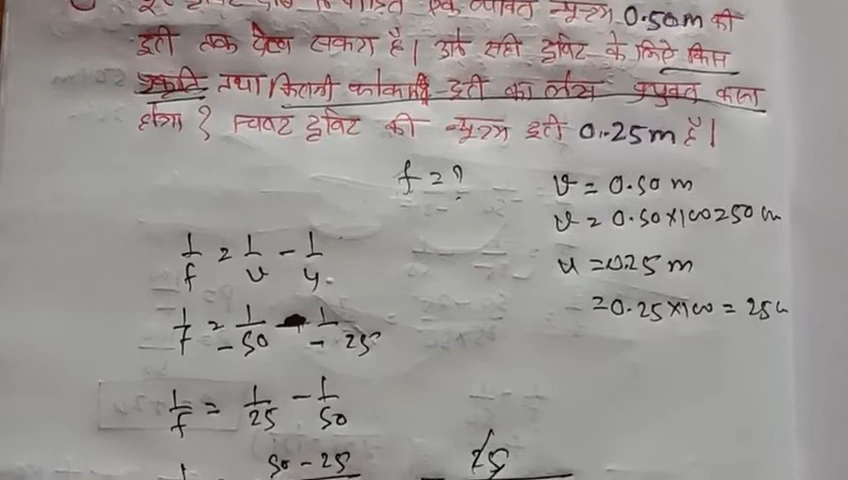 दूर दृष्टि दोष से पीड़ित एक व्यक्ति न्यूनतम 0.50m की
दूरी तक देख सकता है। उसे सही दृष्टि के लिये किस
प्रकृति तथा कितनी फोकस दूरी का लेंस प्रयुक्त करना
होगा? स्पष्ट दृष्टि की न्यूनतम दूरी 0.25m है।
f = ?
v = 0.50 m
v = 0.50×100=50 cm
u = 0.25 m
= 0.25×100 = 25 c
1/f = 1/v - 1/u
1/f = 1/-50 - 1/-25
1/f = 1/25 - 1/50
50-25
25